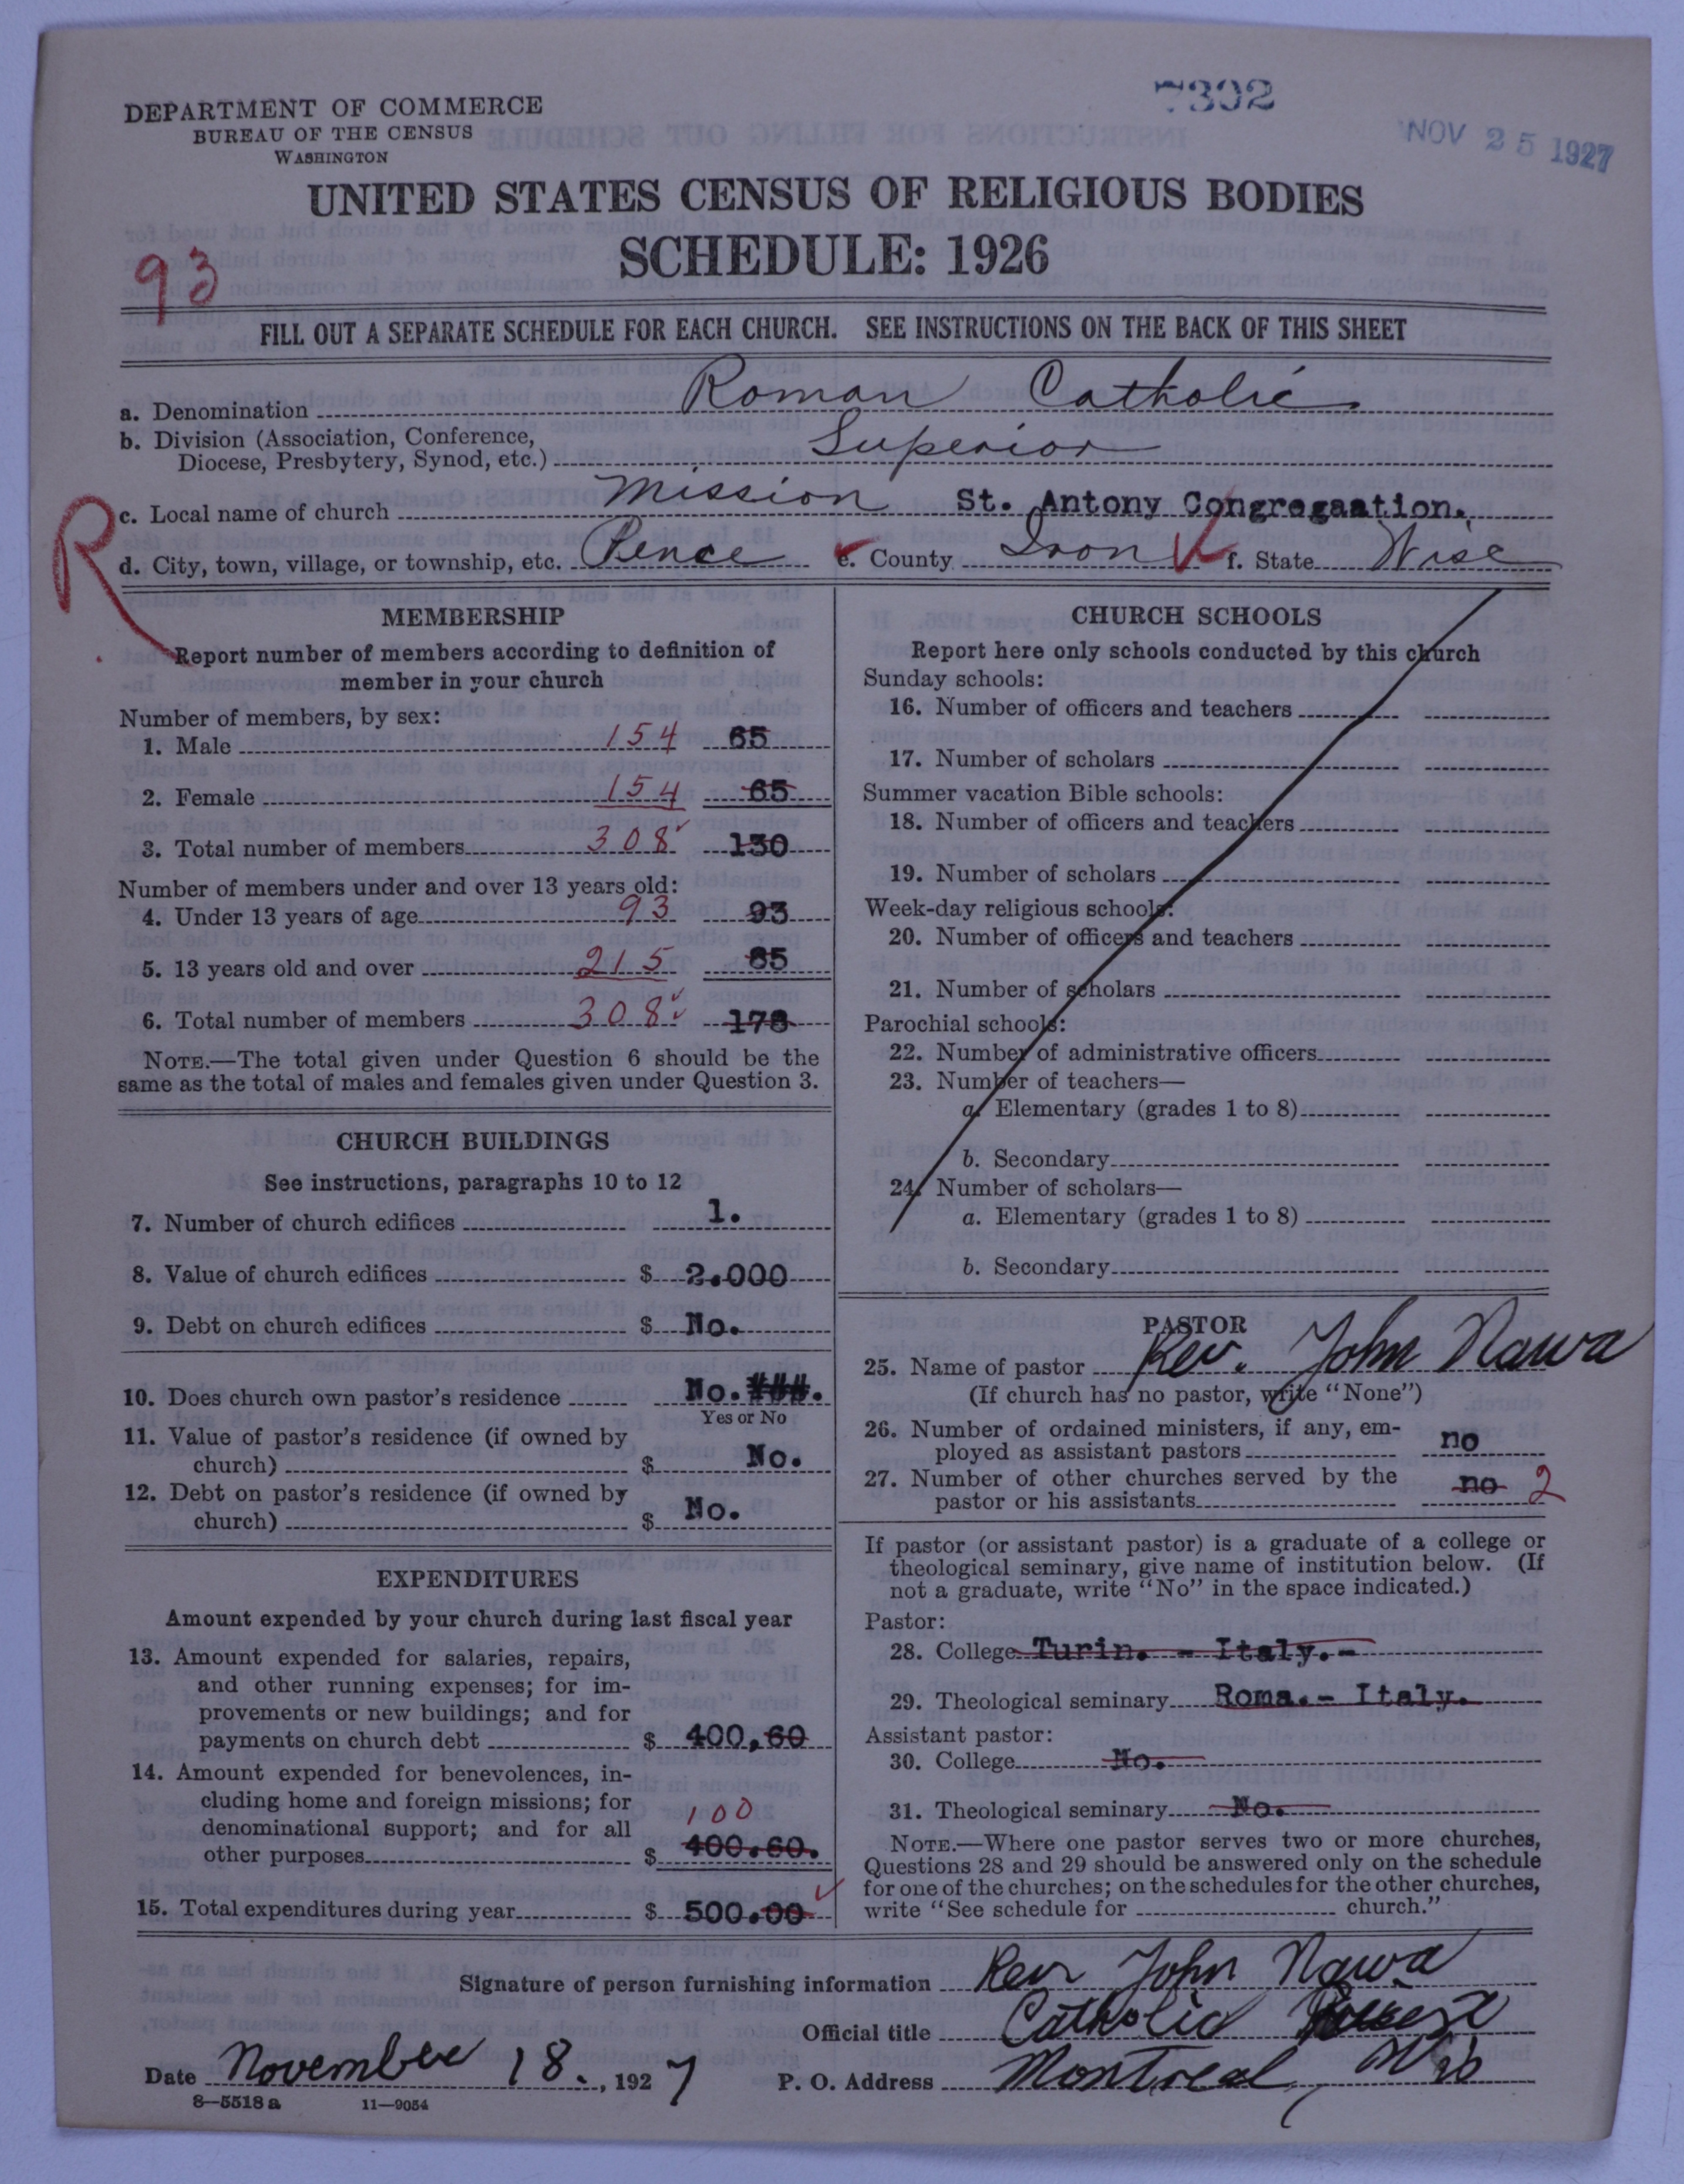 DEPARTMENT OF COMMERCE
BUREAU OF THE CENSUS
WASHINGTON
7302
NOV 25 1927
UNITED STATES CENSUS OF RELIGIOUS BODIES
SCHEDULE: 1926
93
FILL OUT A SEPARATE SCHEDULE FOR EACH CHURCH. SEE INSTRUCTIONS ON THE BACK OF THIS SHEET
a. Denomination Roman Catholic.
b. Division (Association, Conference,
Diocese, Presbytery, Synod, etc.) Superior
c. Local name of church Mission St. Antony Congregaation.
d. City, town, village, or township, etc. Pence e. County Iron f. State Wisc
R
MEMBERSHIP
Report number of members according to definition of
member in your church
Number of members, by sex:
1. Male 154 65
2. Female 154 65
3. Total number of members 308 130
Number of members under and over 13 years old:
4. Under 13 years of age 93 93
5. 13 years old and over 215 85
6. Total number of members 308 178
NOTE.—The total given under Question 6 should be the
same as the total of males and females given under Question 3.
CHURCH BUILDINGS
See instructions, paragraphs 10 to 12
7. Number of church edifices 1.
8. Value of church edifices $ 2.000
9. Debt on church edifices $ No.
10. Does church own pastor's residence No. ###.
Yes or No
11. Value of pastor's residence (if owned by
church) $ No.
12. Debt on pastor's residence (if owned by
church) $ No.
EXPENDITURES
Amount expended by your church during last fiscal year
13. Amount expended for salaries, repairs,
and other running expenses; for im-
provements or new buildings; and for
payments on church debt $ 400,60
14. Amount expended for benevolences, in-
cluding home and foreign missions; for
denominational support; and for all 100
other purposes $ 400.60.
15. Total expenditures during year $ 500.00
CHURCH SCHOOLS
Report here only schools conducted by this church
Sunday schools:
16. Number of officers and teachers
17. Number of scholars
Summer vacation Bible schools:
18. Number of officers and teachers
19. Number of scholars
Week-day religious schools:
20. Number of officers and teachers
21. Number of scholars
Parochial schools:
22. Number of administrative officers
23. Number of teachers—
a. Elementary (grades 1 to 8)
b. Secondary
24. Number of scholars—
a. Elementary (grades 1 to 8)
b. Secondary
PASTOR
25. Name of pastor Rev. John Nawa
(If church has no pastor, write "None")
26. Number of ordained ministers, if any, em-
ployed as assistant pastors no
27. Number of other churches served by the
pastor or his assistants no 2
If pastor (or assistant pastor) is a graduate of a college or
theological seminary, give name of institution below. (If
not a graduate, write "No" in the space indicated.)
Pastor:
28. College Turin. - Italy.-
29. Theological seminary Roma.- Italy.
Assistant pastor:
30. College No.
31. Theological seminary No.
NOTE.—Where one pastor serves two or more churches,
Questions 28 and 29 should be answered only on the schedule
for one of the churches; on the schedules for the other churches,
write "See schedule for church."
Signature of person furnishing information Rev John Nawa
Official title Catholic Priest
Date November 18., 1927 P. O. Address Montreal Wis
8—5518 a 11—9054